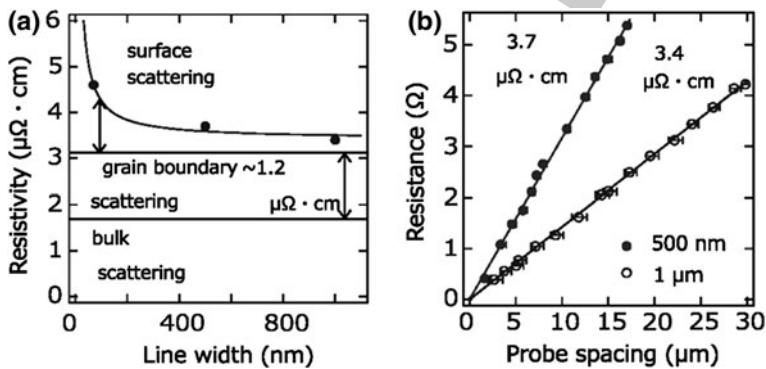 (a)
6
5
4
3
2
1
0
Resistivity (μΩ · cm)
surface
scattering
grain boundary ~1.2
scattering
μΩ · cm
bulk
scattering
0
400
800
Line width (nm)
(b)
5
4
3
2
1
0
Resistance (Ω)
3.7
μΩ · cm
3.4
μΩ · cm
500 nm
1 μm
0
5
10
15
20
25
30
Probe spacing (μm)